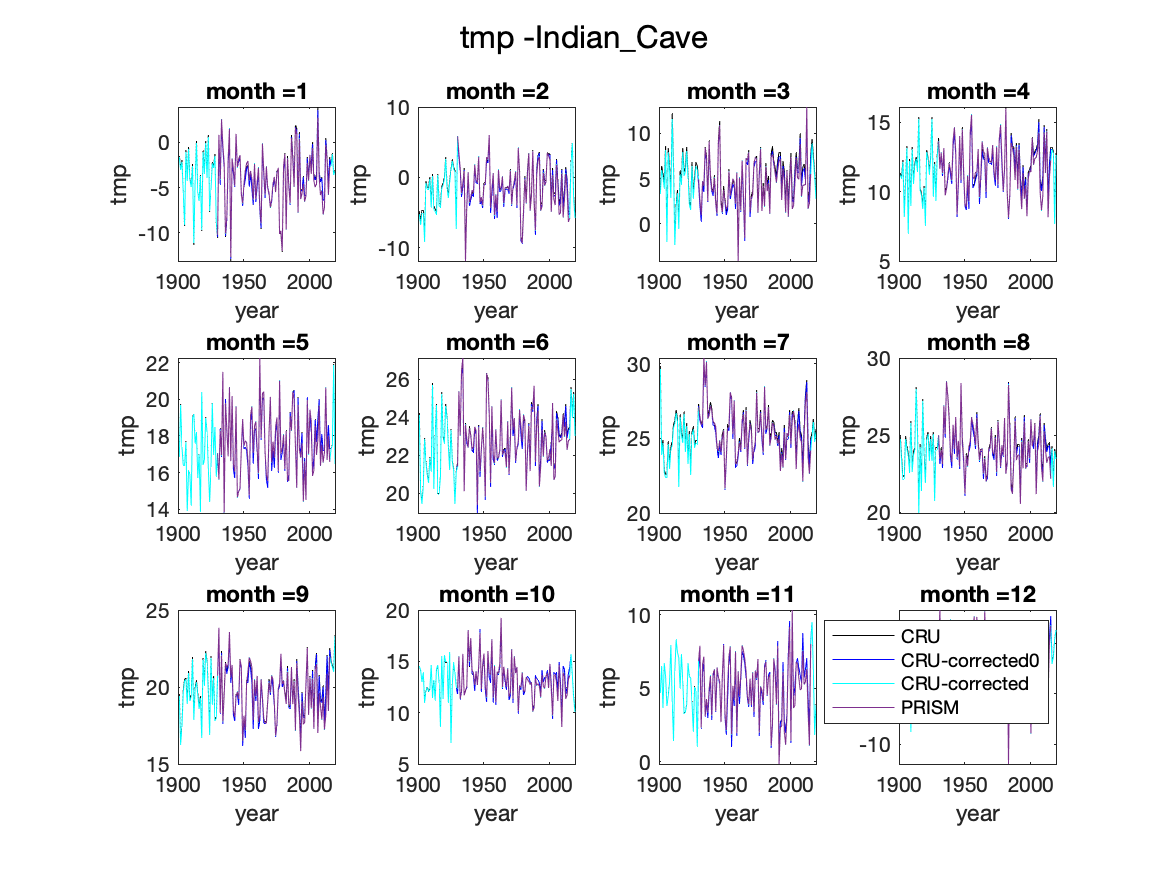 tmp -Indian_Cave
month =1
0
-5
-10
tmp
1900 1950 2000
year
month =2
10
0
-10
tmp
1900 1950 2000
year
month =3
10
5
0
tmp
1900 1950 2000
year
month =4
15
10
5
tmp
1900 1950 2000
year
month =5
22
20
18
16
14
tmp
1900 1950 2000
year
month =6
26
24
22
20
tmp
1900 1950 2000
year
month =7
30
25
20
tmp
1900 1950 2000
year
month =8
30
25
20
tmp
1900 1950 2000
year
month =9
25
20
15
tmp
1900 1950 2000
year
month =10
20
15
10
5
tmp
1900 1950 2000
year
month =11
10
5
0
tmp
1900 1950 2000
year
month =12
CRU
CRU-corrected0
CRU-corrected
PRISM
-10
1900 1950 2000
year